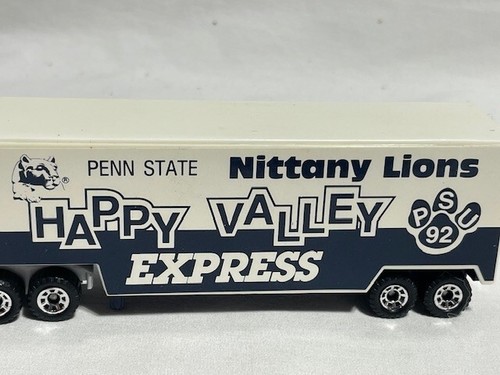 PENN STATE Nittany Lions
HAPPY VALLEY
PSU
92
EXPRESS
®